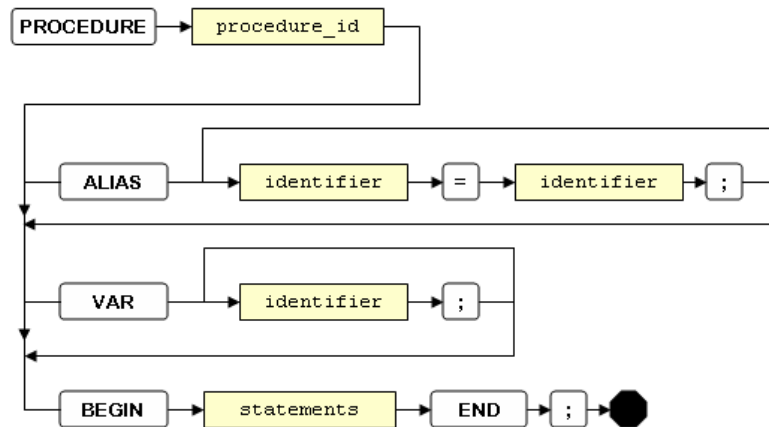 PROCEDURE procedure_id
ALIAS identifier = identifier ;
VAR identifier ;
BEGIN statements END ;